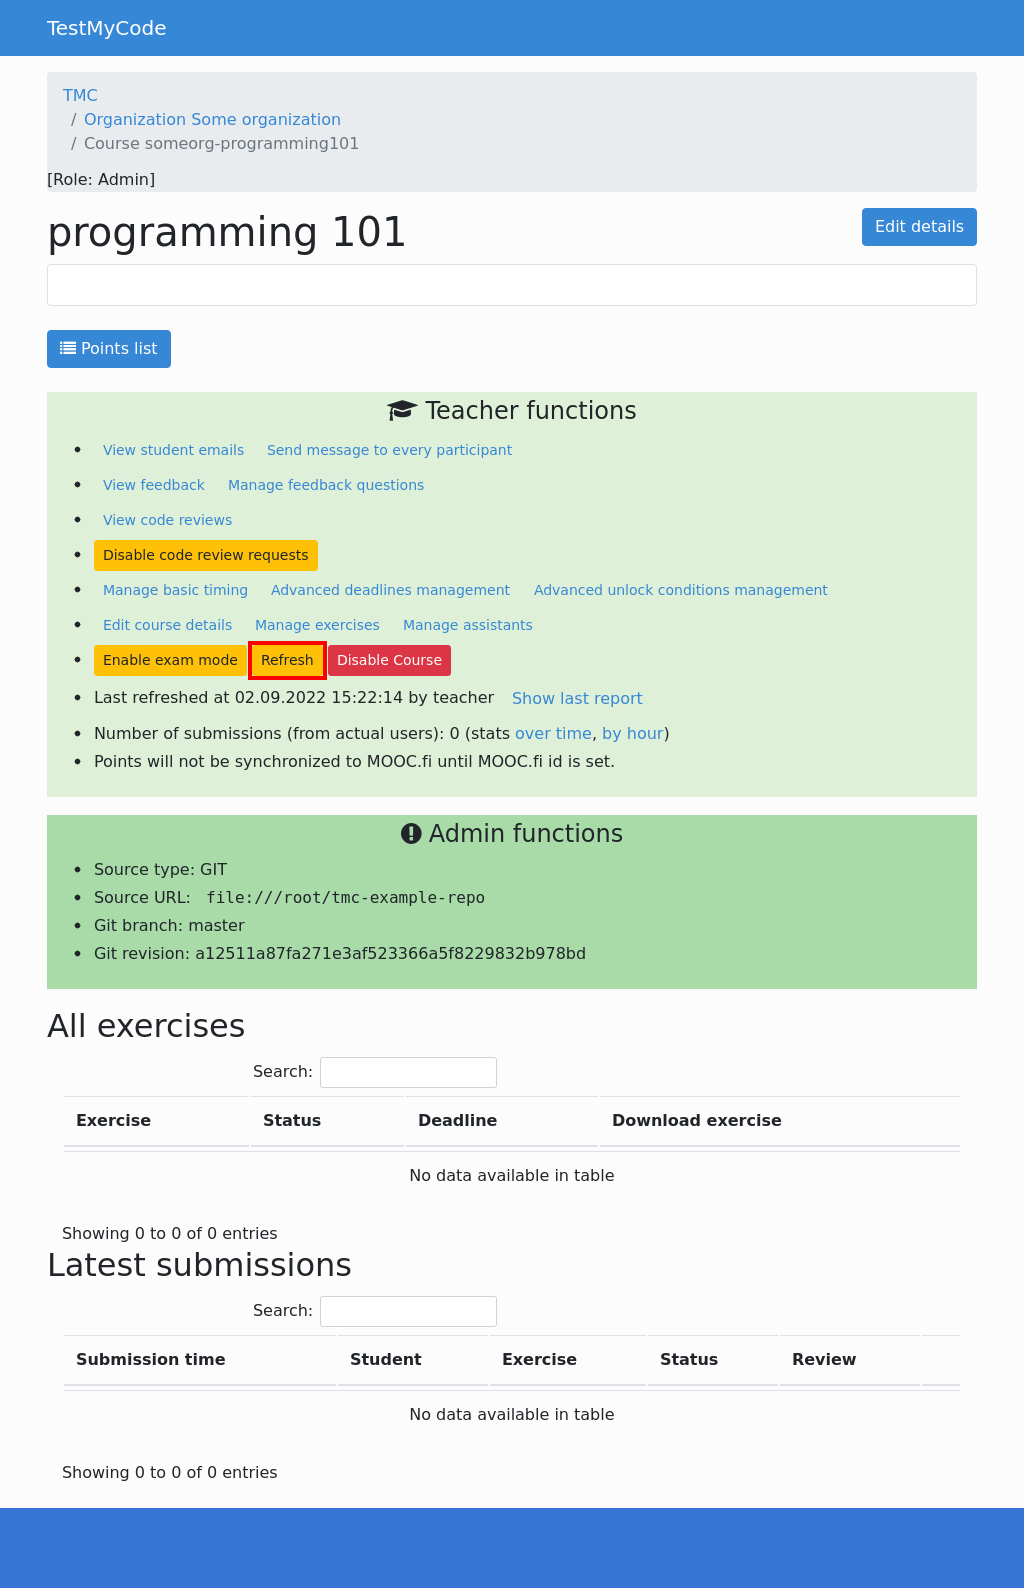 TestMyCode
TMC
/ Organization Some organization
/ Course someorg-programming101
[Role: Admin]
programming 101
Edit details
Points list
Teacher functions
• View student emails Send message to every participant
• View feedback Manage feedback questions
• View code reviews
• Disable code review requests
• Manage basic timing Advanced deadlines management Advanced unlock conditions management
• Edit course details Manage exercises Manage assistants
• Enable exam mode Refresh Disable Course
• Last refreshed at 02.09.2022 15:22:14 by teacher Show last report
• Number of submissions (from actual users): 0 (stats over time, by hour)
• Points will not be synchronized to MOOC.fi until MOOC.fi id is set.
Admin functions
• Source type: GIT
• Source URL: file:///root/tmc-example-repo
• Git branch: master
• Git revision: a12511a87fa271e3af523366a5f8229832b978bd
All exercises
Search:
Exercise Status Deadline Download exercise
No data available in table
Showing 0 to 0 of 0 entries
Latest submissions
Search:
Submission time Student Exercise Status Review
No data available in table
Showing 0 to 0 of 0 entries